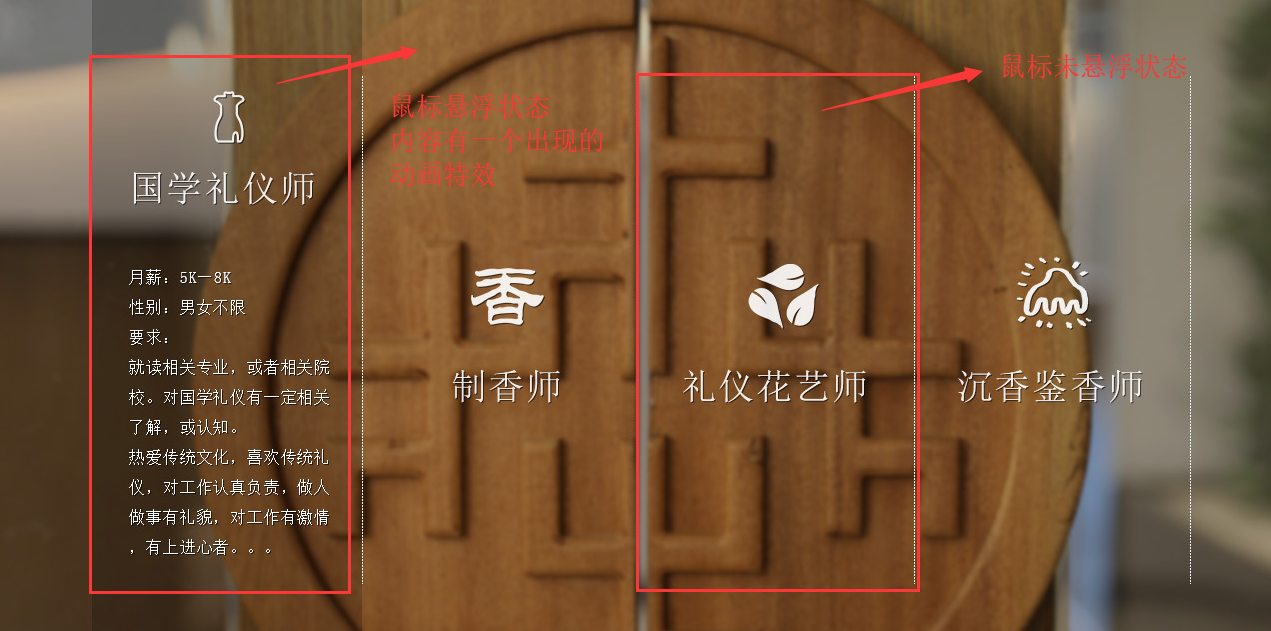 鼠标未悬浮状态
鼠标悬浮状态
内容有一个出现的
动画特效
国学礼仪师
月薪：5K一8K
性别：男女不限
要求：
就读相关专业，或者相关院
校。对国学礼仪有一定相关
了解，或认知。
热爱传统文化，喜欢传统礼
仪，对工作认真负责，做人
做事有礼貌，对工作有激情
，有上进心者。。。
香
制香师
礼仪花艺师
沉香鉴香师